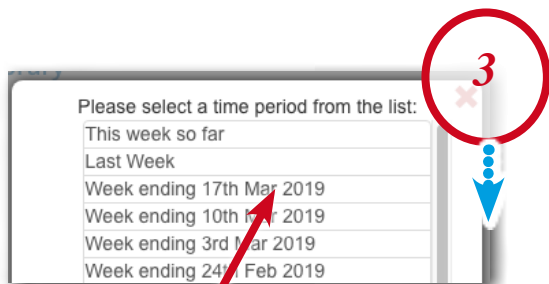 3
Please select a time period from the list:
This week so far
Last Week
Week ending 17th Mar 2019
Week ending 10th Mar 2019
Week ending 3rd Mar 2019
Week ending 24th Feb 2019